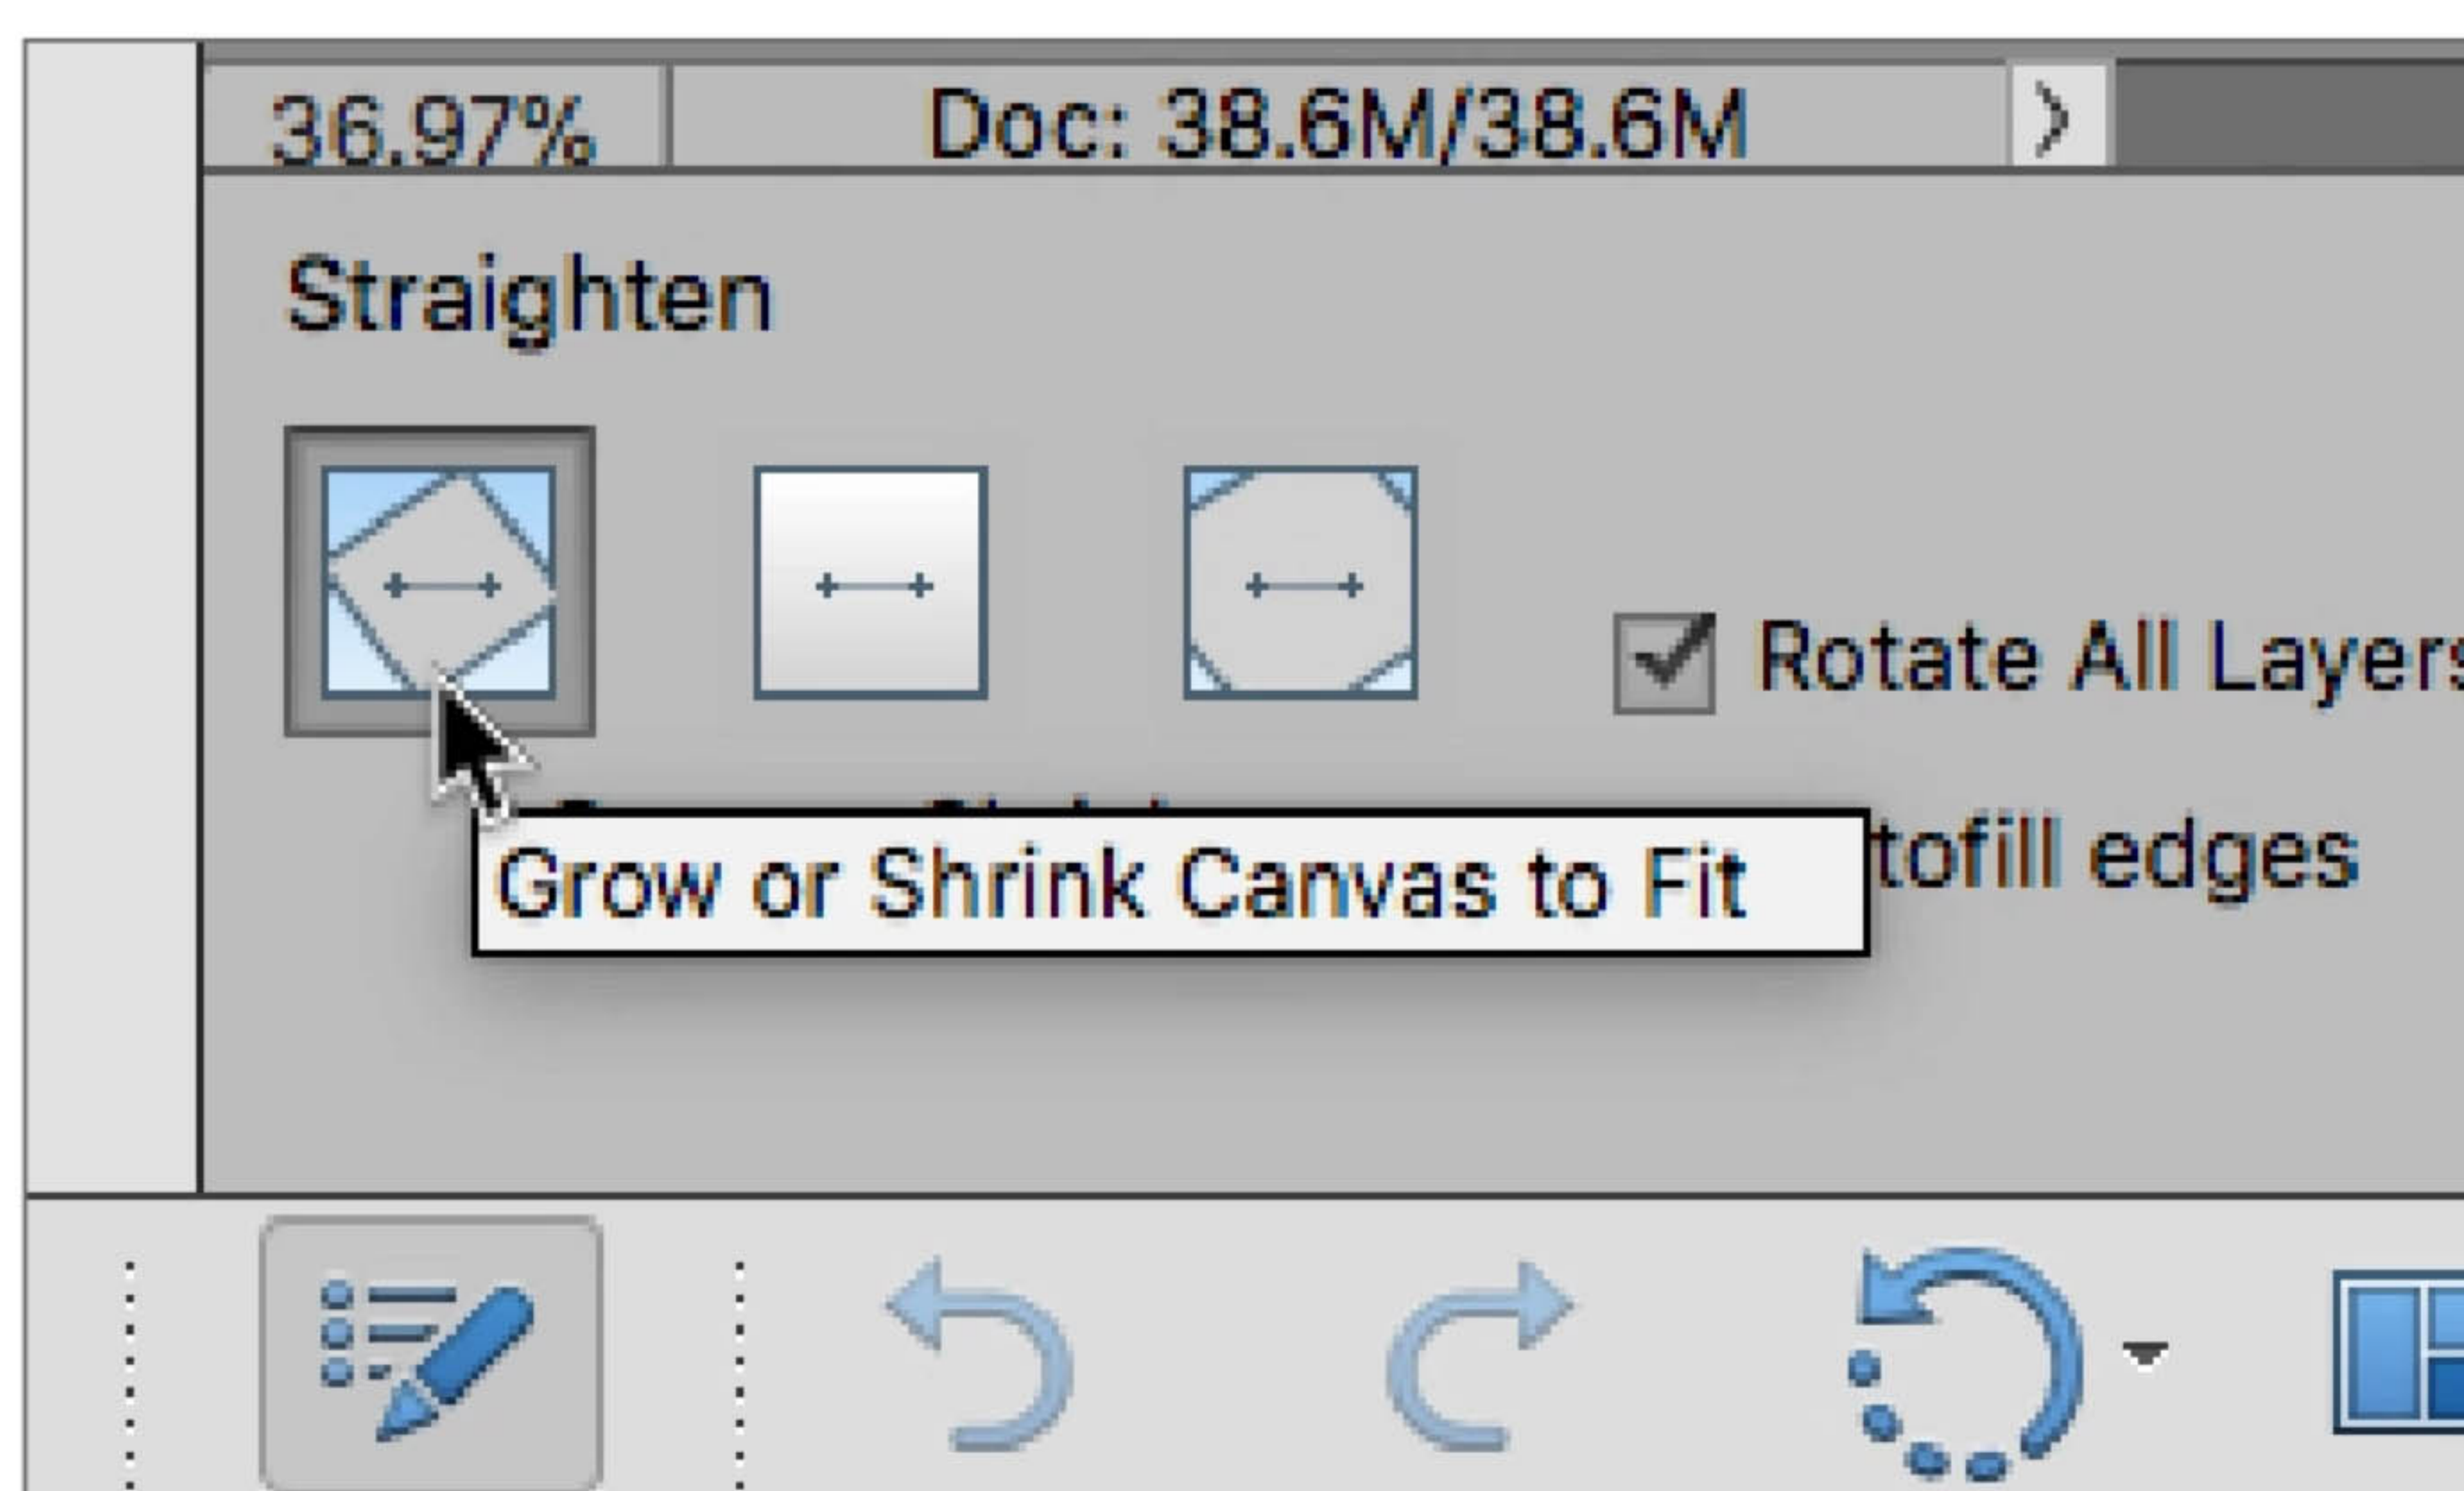 36.97%
Doc: 38.6M/38.6M
Straighten
Rotate All Layers
Grow or Shrink Canvas to Fit
tofill edges